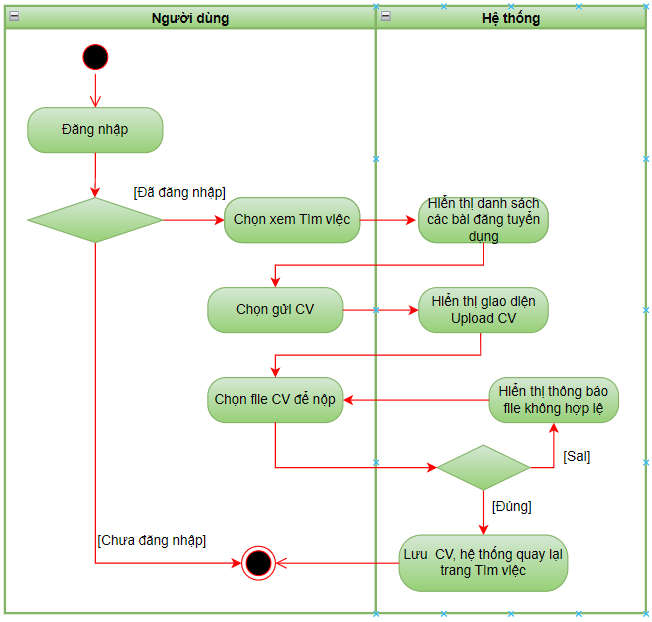 Người dùng
Hệ thống
Đăng nhập
[Đã đăng nhập]
Chọn xem Tìm việc
Hiển thị danh sách
các bài đăng tuyển
dụng
Chọn gửi CV
Hiển thị giao diện
Upload CV
Chọn file CV để nộp
Hiển thị thông báo
file không hợp lệ
[Sai]
[Đúng]
[Chưa đăng nhập]
Lưu CV, hệ thống quay lại
trang Tìm việc